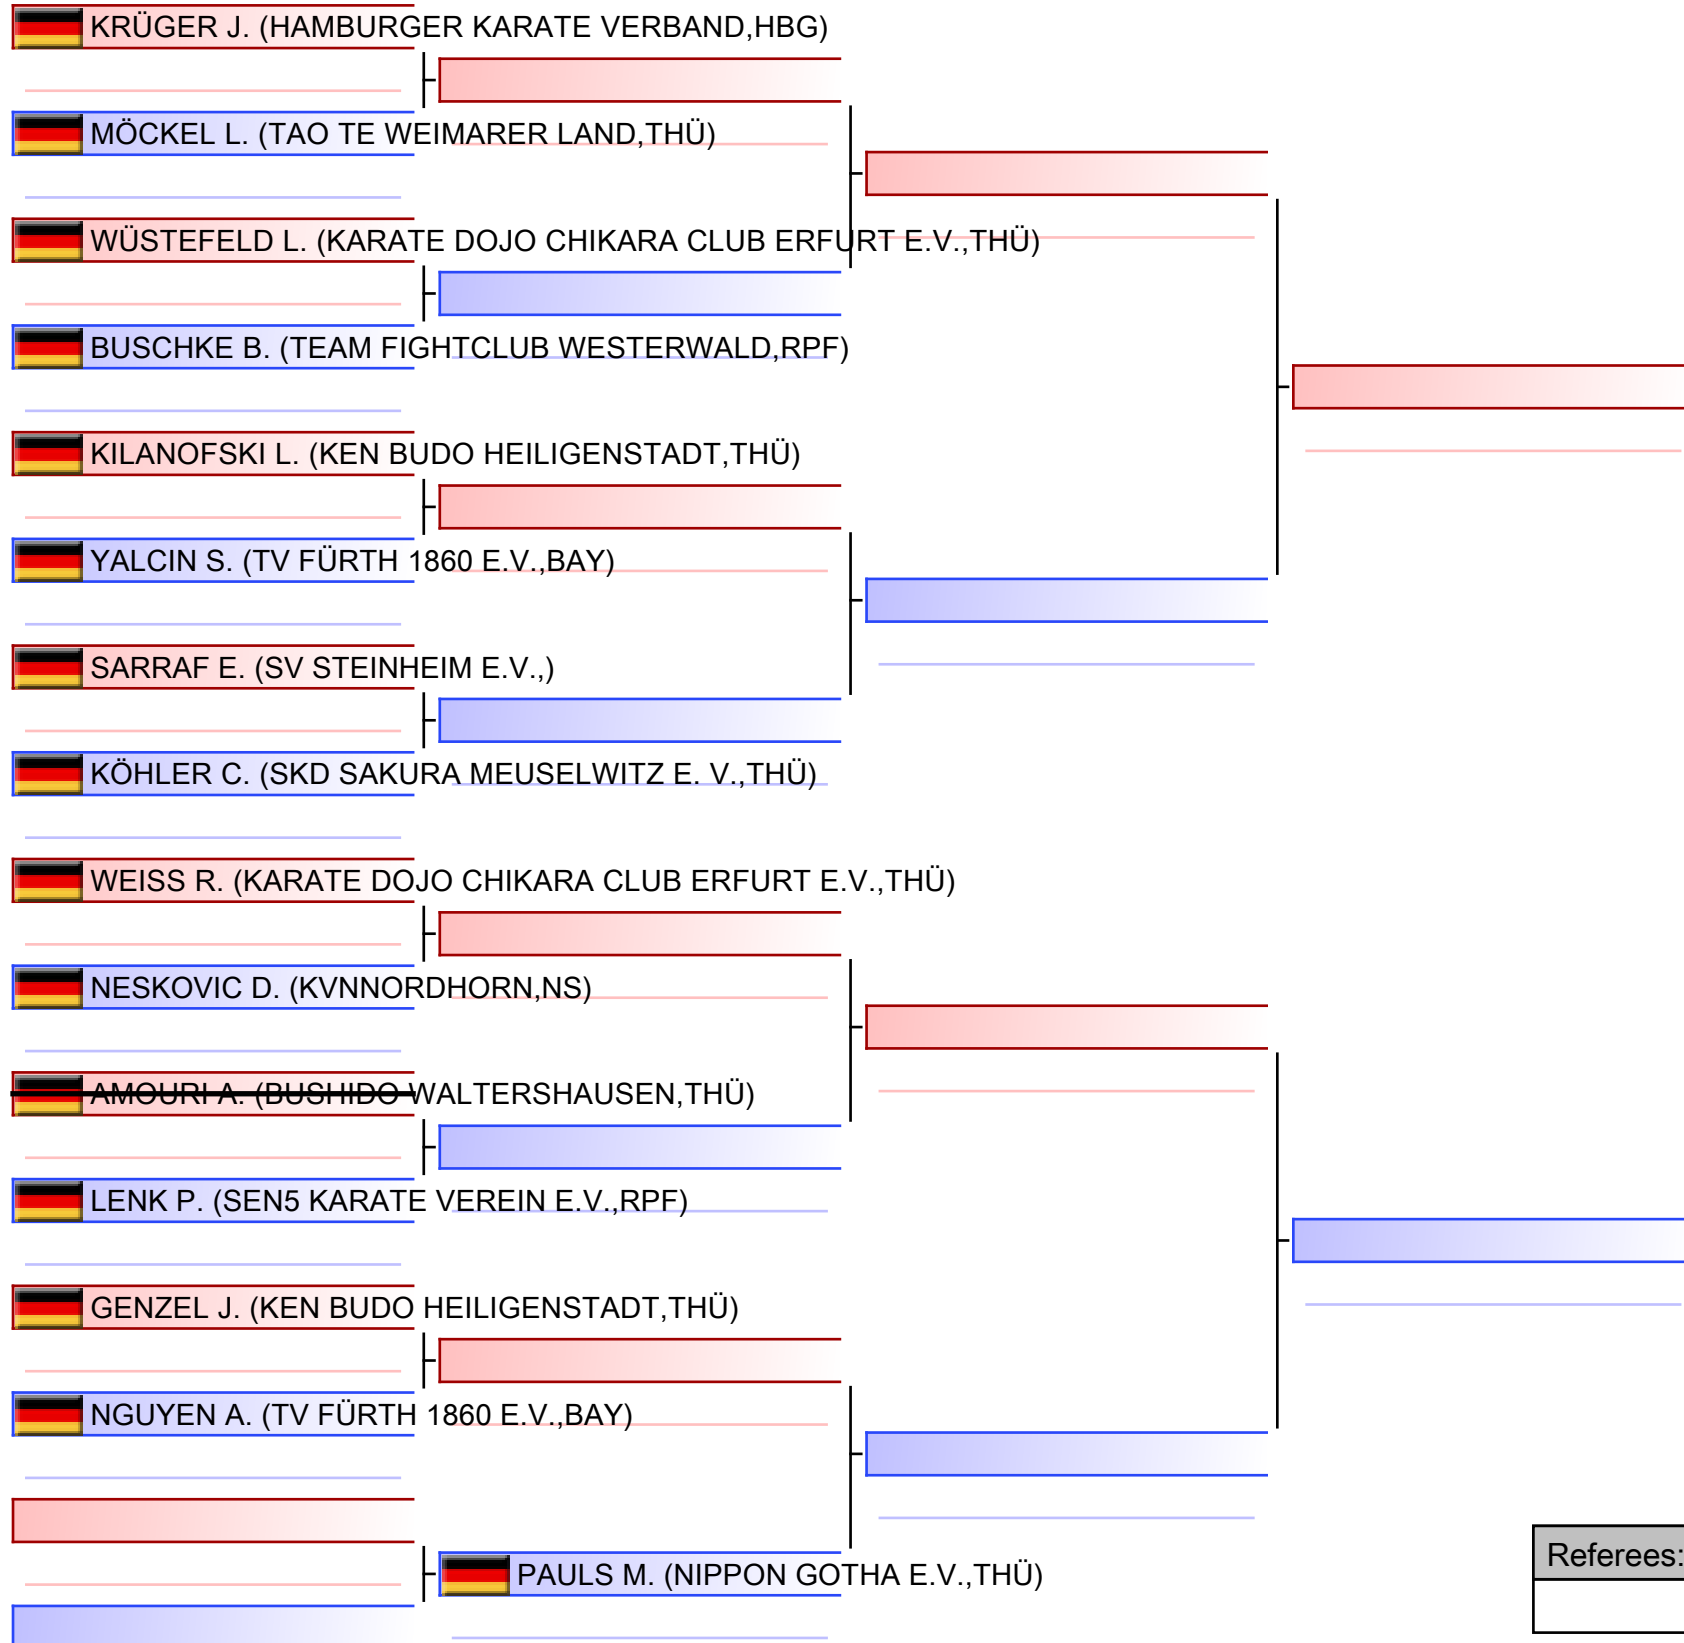 KRÜGER J. (HAMBURGER KARATE VERBAND,HBG)
MÖCKEL L. (TAO TE WEIMARER LAND,THÜ)
WÜSTEFELD L. (KARATE DOJO CHIKARA CLUB ERFURT E.V.,THÜ)
BUSCHKE B. (TEAM FIGHTCLUB WESTERWALD,RPF)
KILANOFSKI L. (KEN BUDO HEILIGENSTADT,THÜ)
YALCIN S. (TV FÜRTH 1860 E.V.,BAY)
SARRAF E. (SV STEINHEIM E.V.,)
KÖHLER C. (SKD SAKURA MEUSELWITZ E. V.,THÜ)
WEISS R. (KARATE DOJO CHIKARA CLUB ERFURT E.V.,THÜ)
NESKOVIC D. (KVNNORDHORN,NS)
AMOURI A. (BUSHIDO WALTERSHAUSEN,THÜ)
LENK P. (SEN5 KARATE VEREIN E.V.,RPF)
GENZEL J. (KEN BUDO HEILIGENSTADT,THÜ)
NGUYEN A. (TV FÜRTH 1860 E.V.,BAY)
PAULS M. (NIPPON GOTHA E.V.,THÜ)
Referees: